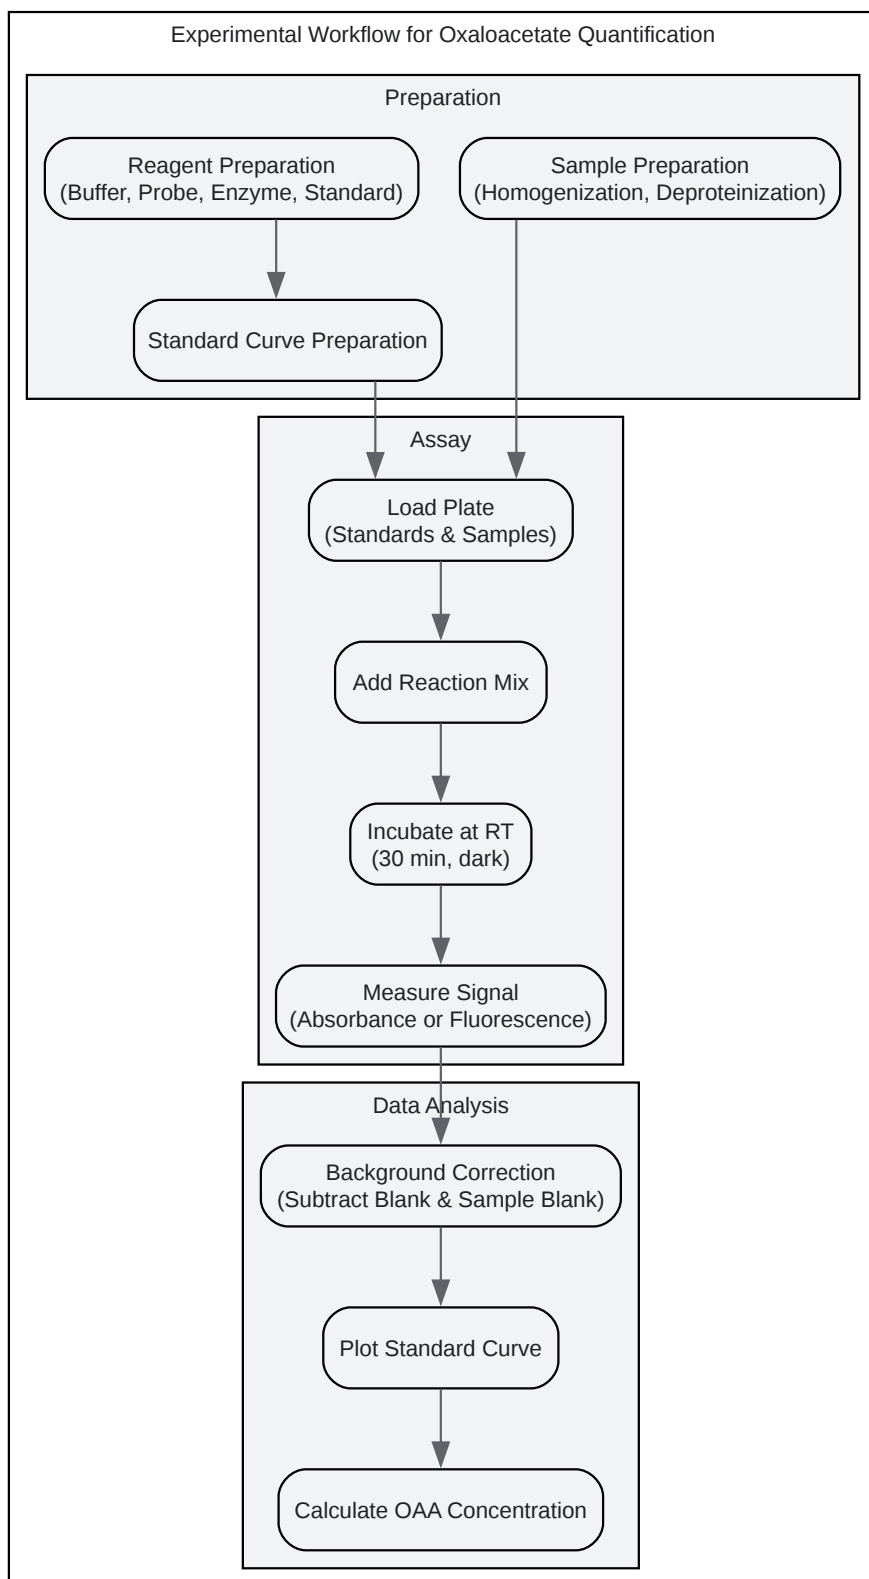 Experimental Workflow for Oxaloacetate Quantification
Preparation
Reagent Preparation
(Buffer, Probe, Enzyme, Standard)
Sample Preparation
(Homogenization, Deproteinization)
Standard Curve Preparation
Assay
Load Plate
(Standards & Samples)
Add Reaction Mix
Incubate at RT
(30 min, dark)
Measure Signal
(Absorbance or Fluorescence)
Data Analysis
Background Correction
(Subtract Blank & Sample Blank)
Plot Standard Curve
Calculate OAA Concentration